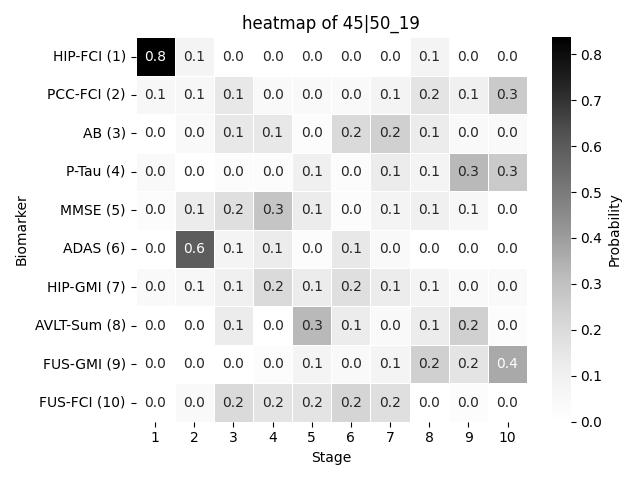 heatmap of 45|50_19
HIP-FCI (1) 0.8 0.1 0.0 0.0 0.0 0.0 0.0 0.1 0.0 0.0
PCC-FCI (2) 0.1 0.1 0.1 0.0 0.0 0.0 0.1 0.2 0.1 0.3
AB (3) 0.0 0.0 0.1 0.1 0.0 0.2 0.2 0.1 0.0 0.0
P-Tau (4) 0.0 0.0 0.0 0.0 0.1 0.0 0.1 0.1 0.3 0.3
MMSE (5) 0.0 0.1 0.2 0.3 0.1 0.0 0.1 0.1 0.1 0.0
ADAS (6) 0.0 0.6 0.1 0.1 0.0 0.1 0.0 0.0 0.0 0.0
HIP-GMI (7) 0.0 0.1 0.1 0.2 0.1 0.2 0.1 0.1 0.0 0.0
AVLT-Sum (8) 0.0 0.0 0.1 0.0 0.3 0.1 0.0 0.1 0.2 0.0
FUS-GMI (9) 0.0 0.0 0.0 0.0 0.1 0.0 0.1 0.2 0.2 0.4
FUS-FCI (10) 0.0 0.0 0.2 0.2 0.2 0.2 0.2 0.0 0.0 0.0
1 2 3 4 5 6 7 8 9 10
Stage
Biomarker
0.8
0.7
0.6
0.5
0.4
0.3
0.2
0.1
0.0
Probability